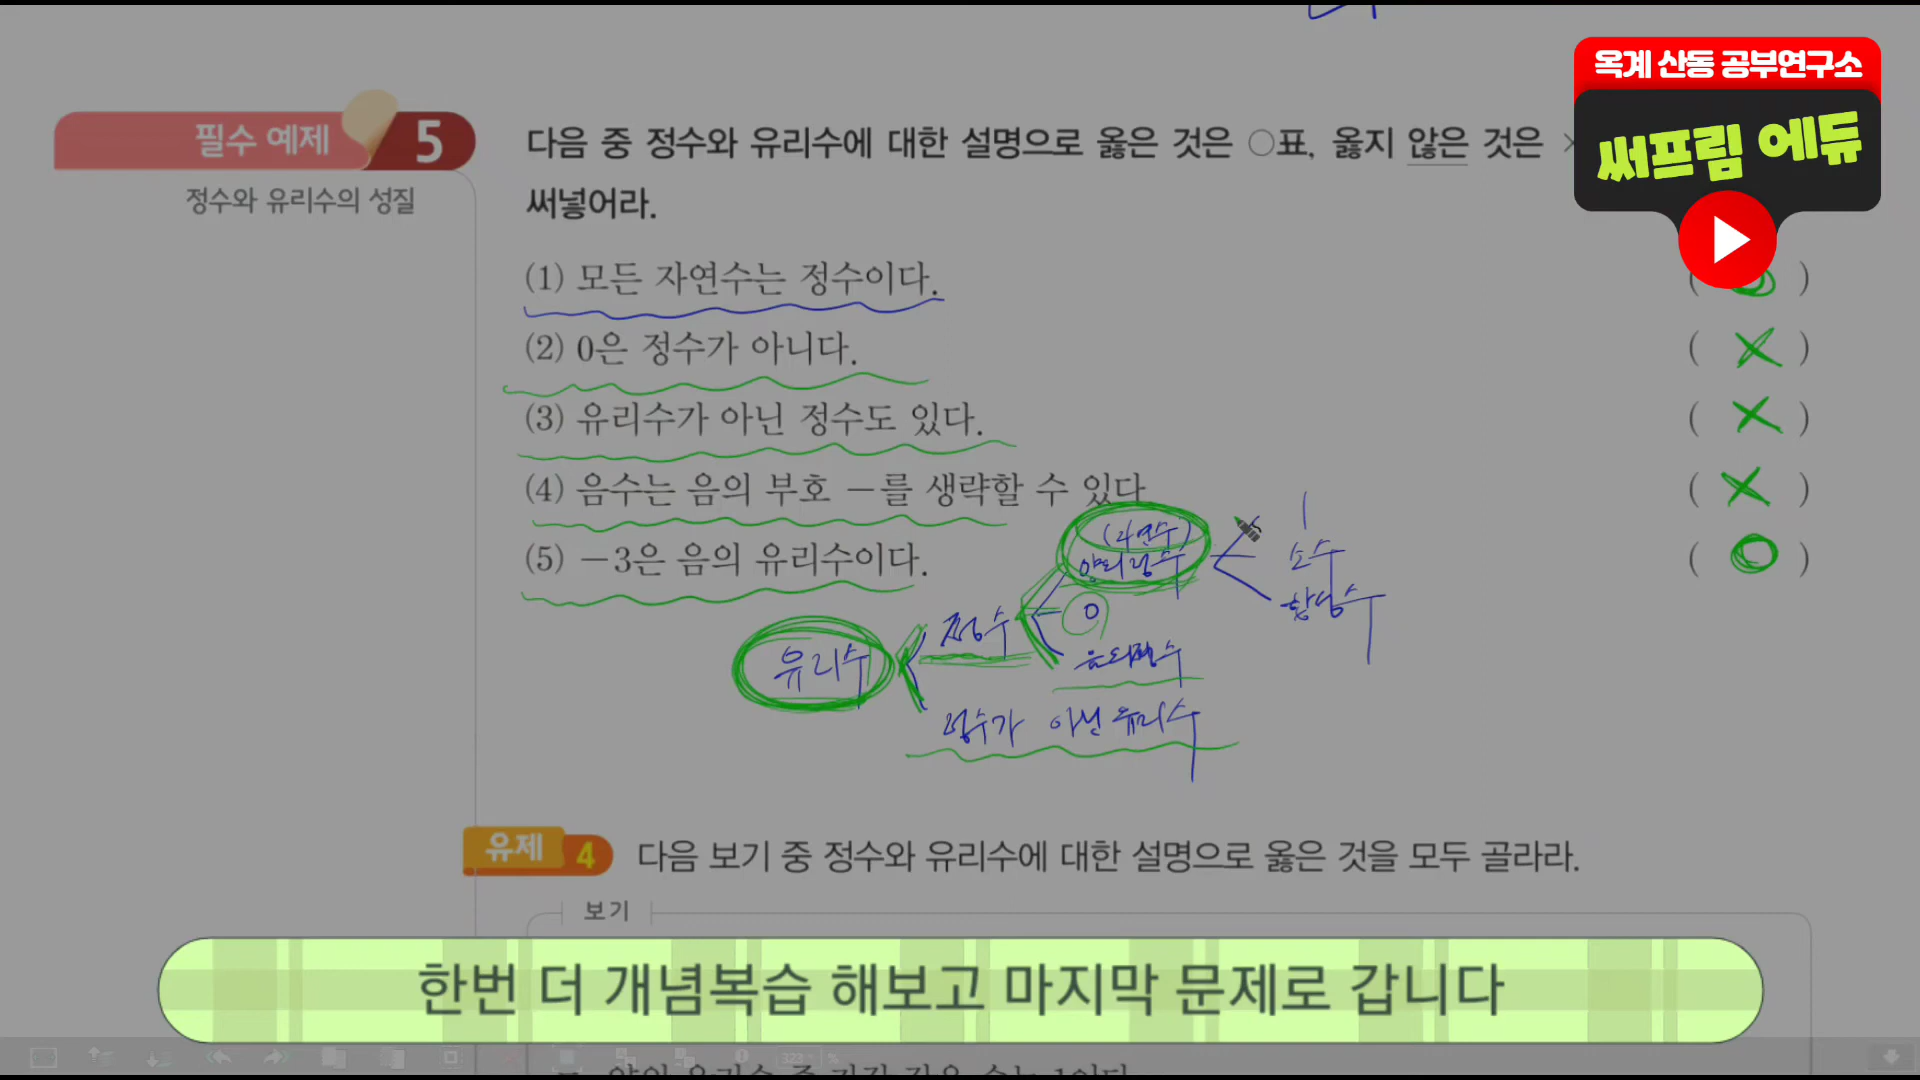 옥계 산동 공부연구소
써프림 에듀
필수 예제 5
정수와 유리수의 성질
다음 중 정수와 유리수에 대한 설명으로 옳은 것은 ○표, 옳지 않은 것은 ×
써넣어라.
(1) 모든 자연수는 정수이다. ( O )
(2) 0은 정수가 아니다. ( X )
(3) 유리수가 아닌 정수도 있다. ( X )
(4) 음수는 음의 부호 -를 생략할 수 있다. ( X )
(5) -3은 음의 유리수이다. ( O )
(자연수)
양의 정수
1
소수
합성수
0
정수
음의정수
유리수
정수가 아닌 유리수
유제 4 다음 보기 중 정수와 유리수에 대한 설명으로 옳은 것을 모두 골라라.
보기
한번 더 개념복습 해보고 마지막 문제로 갑니다
323 %